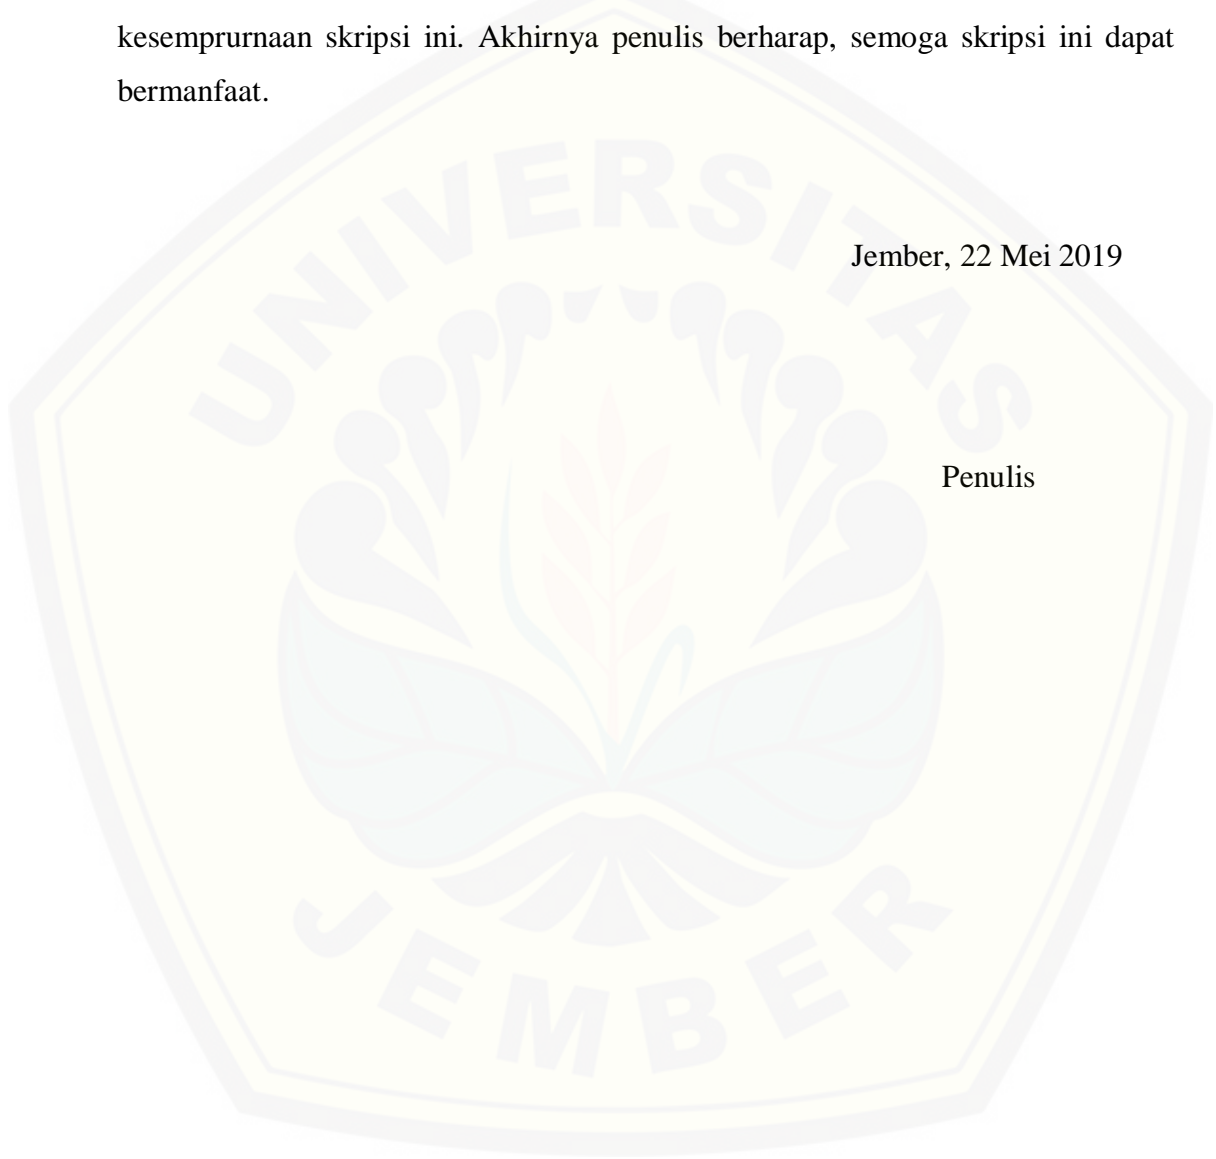 kesemprurnaan skripsi ini. Akhirnya penulis berharap, semoga skripsi ini dapat
bermanfaat.
UNIVERSITAS
Jember, 22 Mei 2019
Penulis
JEMBER